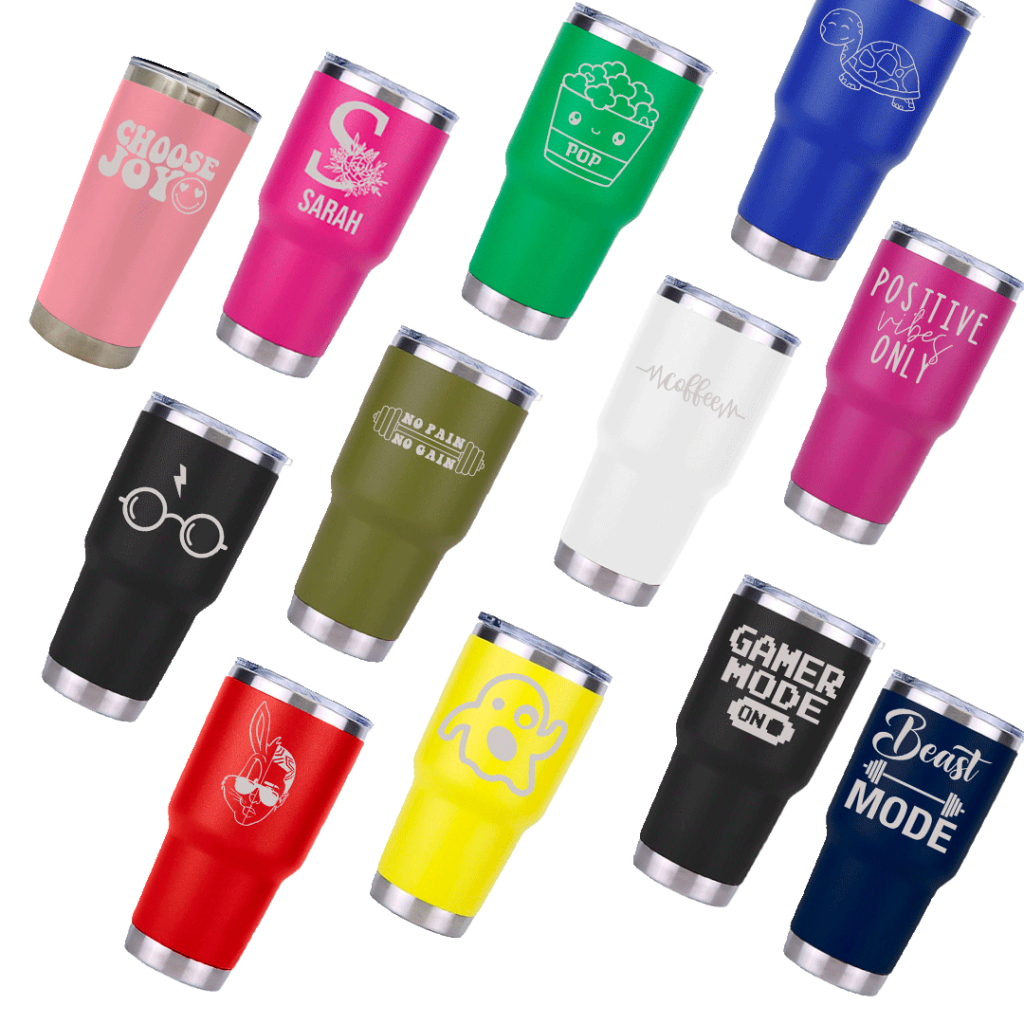 CHOOSE
JOY
S
SARAH
POP
POSITIVE
vibes
ONLY
coffee
NO PAIN
NO GAIN
GAMER
MODE
ON
Beast
MODE